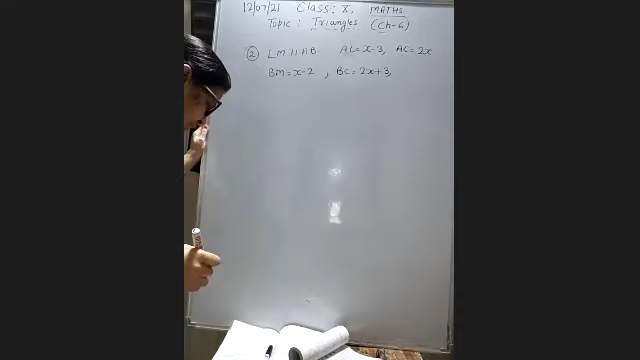 12/07/21 Class: X, MATHS
Topic: Triangles (Ch-6)
② LM II AB AL = x-3, AC = 2x
BM = x-2 , BC = 2x+3,